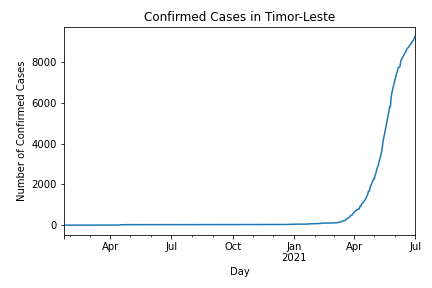 Confirmed Cases in Timor-Leste
Number of Confirmed Cases
8000
6000
4000
2000
0
Apr Jul Oct Jan Apr Jul
2021
Day